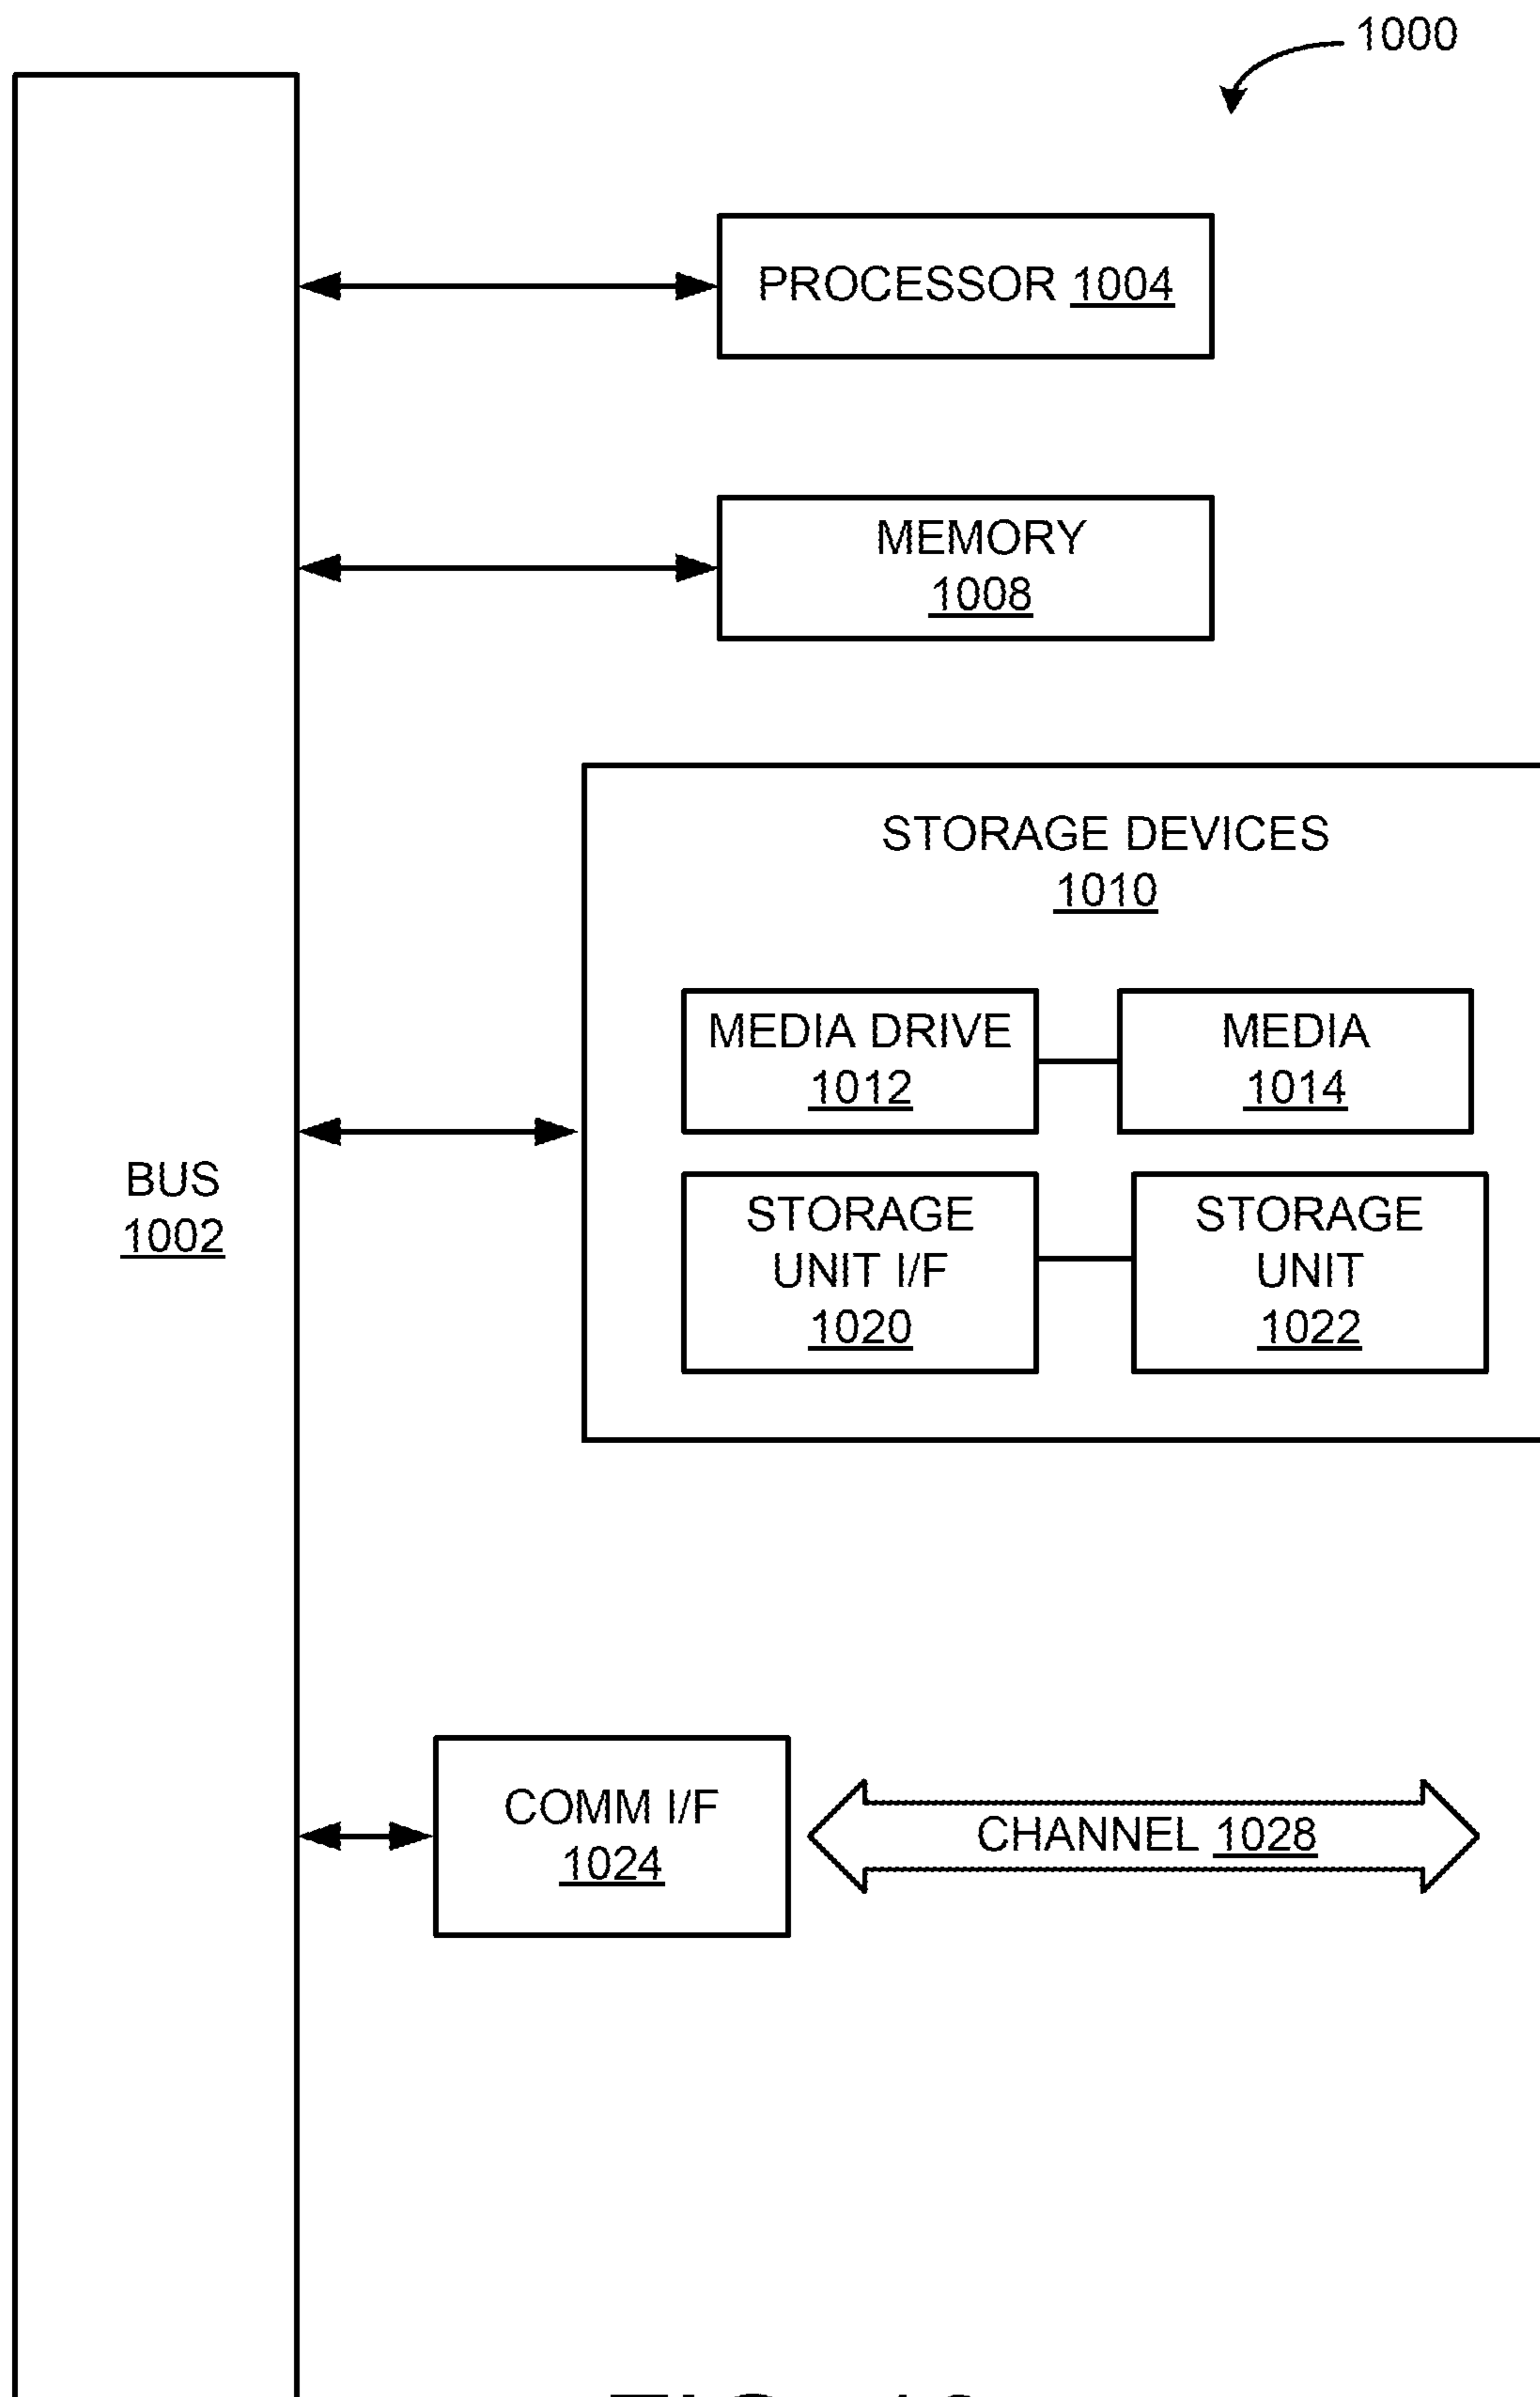 1000
PROCESSOR 1004
MEMORY
1008
STORAGE DEVICES
1010
MEDIA DRIVE
1012
MEDIA
1014
STORAGE
UNIT I/F
1020
STORAGE
UNIT
1022
BUS
1002
COMM I/F
1024
CHANNEL 1028